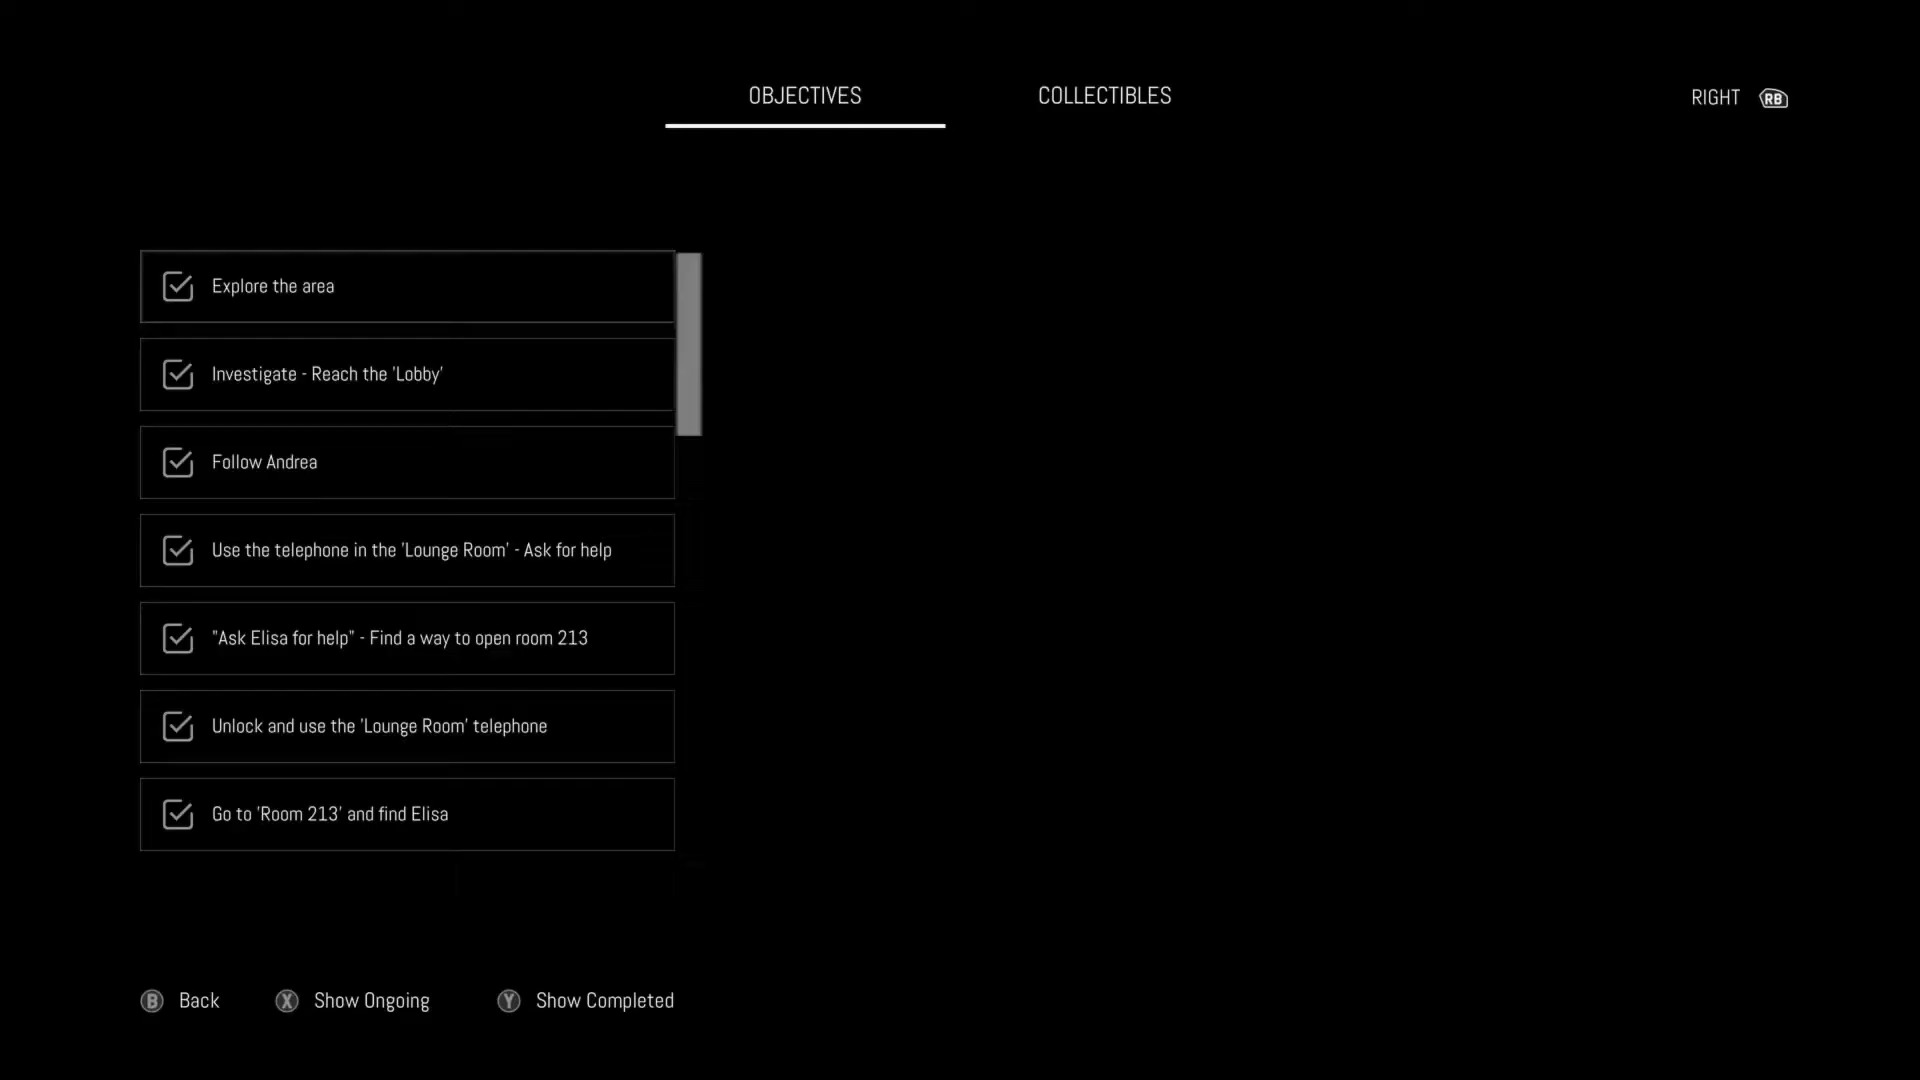 OBJECTIVES
COLLECTIBLES
RIGHT RB
Explore the area
Investigate - Reach the 'Lobby'
Follow Andrea
Use the telephone in the 'Lounge Room' - Ask for help
"Ask Elisa for help" - Find a way to open room 213
Unlock and use the 'Lounge Room' telephone
Go to 'Room 213' and find Elisa
B Back
X Show Ongoing
Y Show Completed